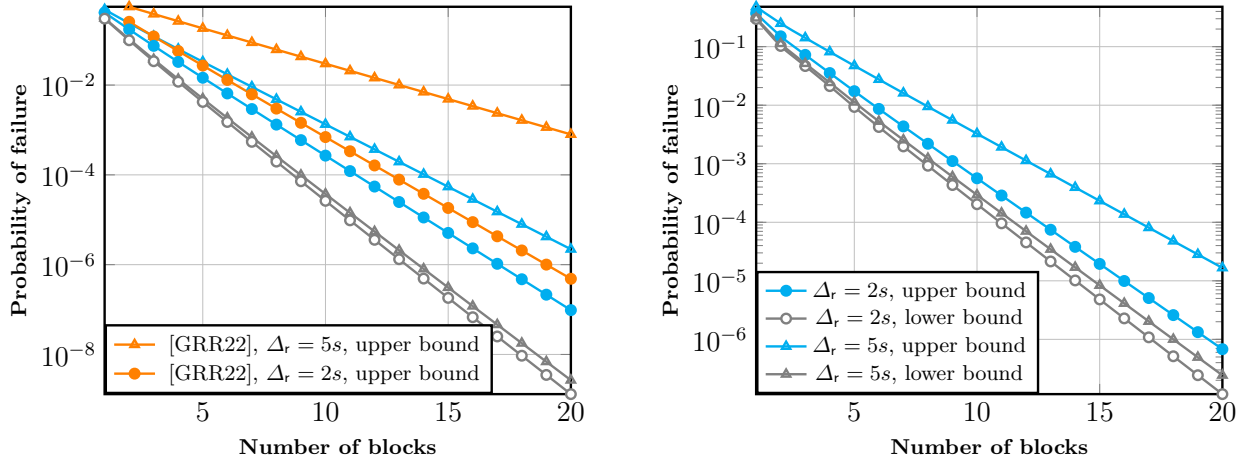 Probability of failure
10⁻²
10⁻⁴
10⁻⁶
10⁻⁸
[GRR22], Δr = 5s, upper bound
[GRR22], Δr = 2s, upper bound
5
10
15
20
Number of blocks
Probability of failure
10⁻¹
10⁻²
10⁻³
10⁻⁴
10⁻⁵
10⁻⁶
Δr = 2s, upper bound
Δr = 2s, lower bound
Δr = 5s, upper bound
Δr = 5s, lower bound
5
10
15
20
Number of blocks